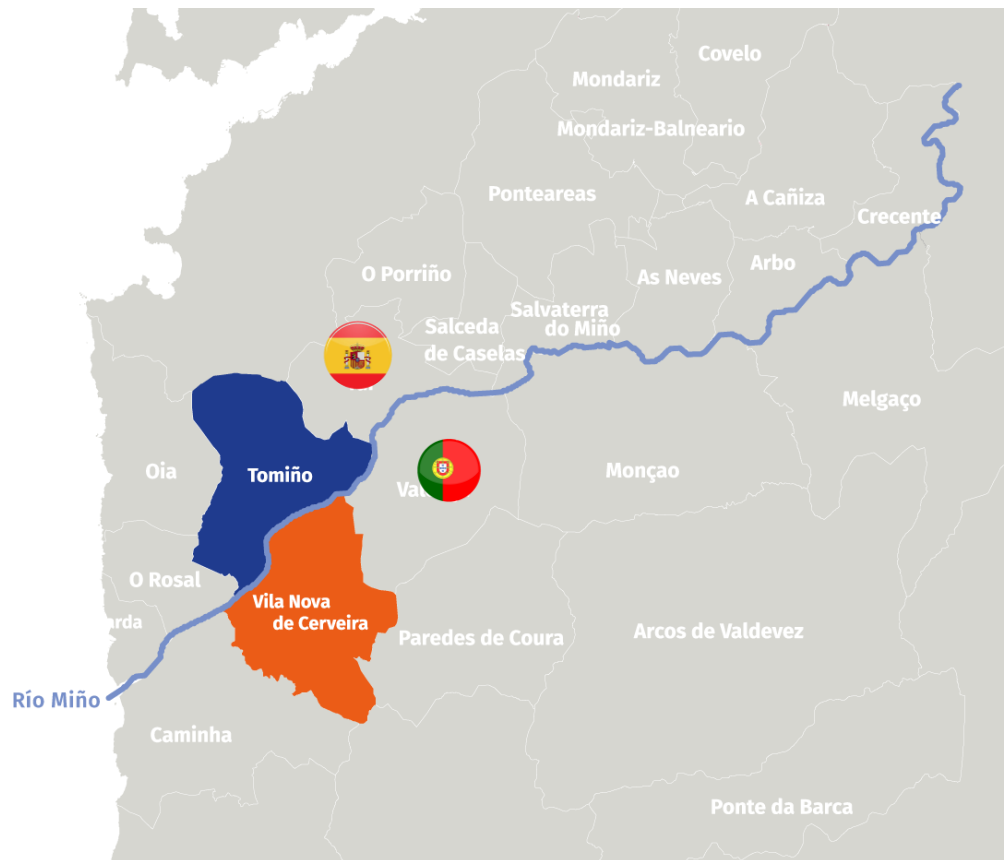 Covelo
Mondariz
Mondariz-Balneario
Ponteareas
A Cañiza
Crecente
O Porriño
As Neves
Arbo
Salvaterra
do Miño
Salceda
de Caselas
Melgaço
Oia
Tomiño
Monçao
O Rosal
Vila Nova
de Cerveira
Paredes de Coura
Arcos de Valdevez
Río Miño
Caminha
Ponte da Barca